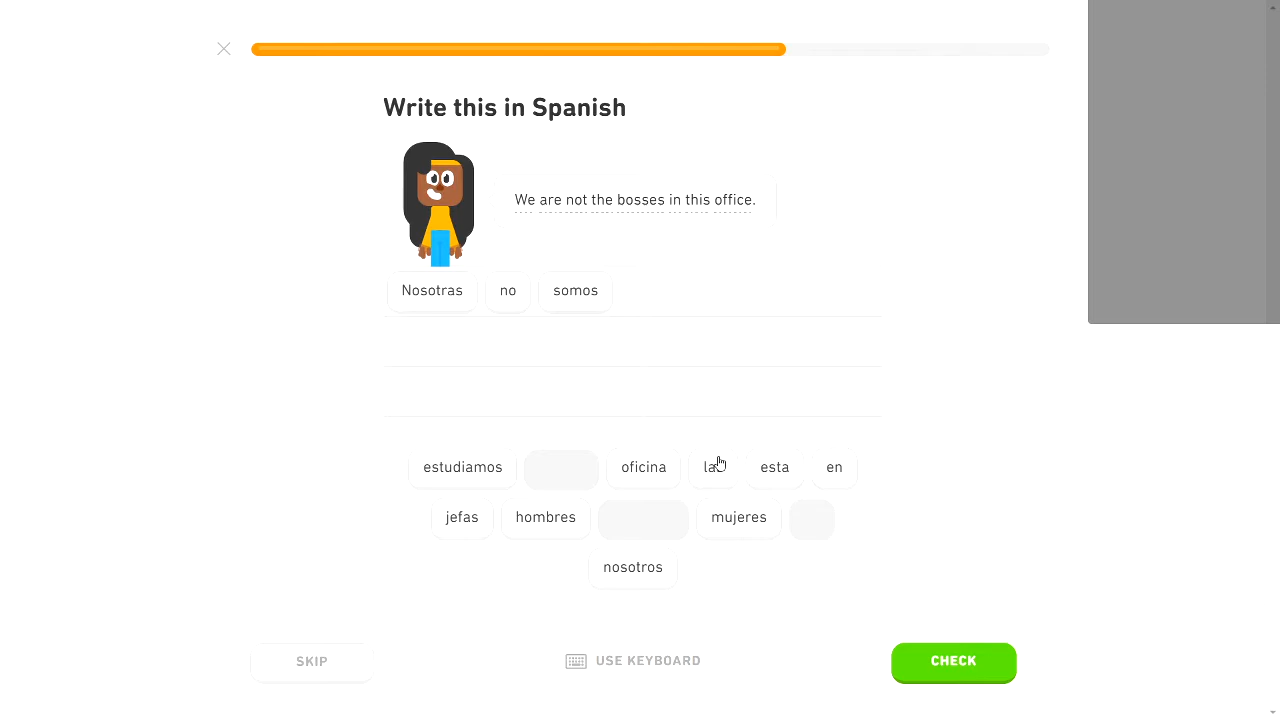 Write this in Spanish
We are not the bosses in this office.
Nosotras no somos
estudiamos oficina esta en
jefas hombres mujeres
nosotros
SKIP USE KEYBOARD CHECK